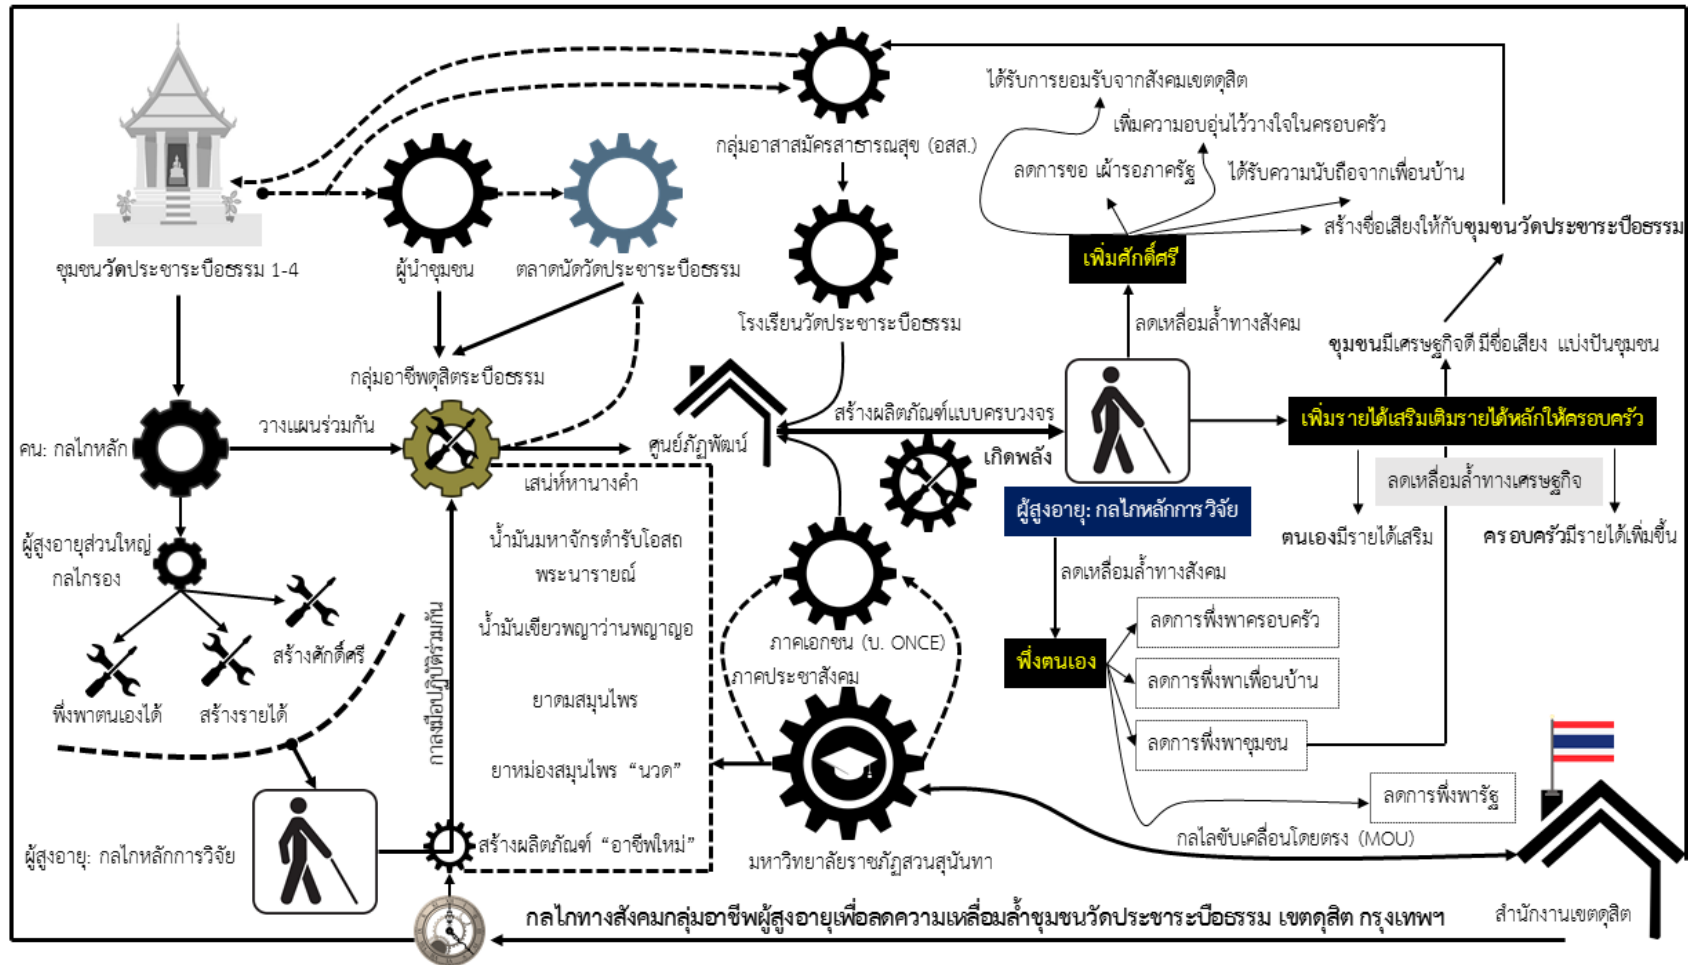 ได้รับการยอมรับจากสังคมเขตดุสิต
เพิ่มความอบอุ่นไว้วางใจในครอบครัว
กลุ่มอาสาสมัครสาธารณสุข (อสส.)
ลดการขอ เฝ้ารอภาครัฐ
ได้รับความนับถือจากเพื่อนบ้าน
สร้างชื่อเสียงให้กับชุมชนวัดประชาระบือธรรม
เพิ่มศักดิ์ศรี
ชุมชนวัดประชาระบือธรรม 1-4
ผู้นำชุมชน
ตลาดนัดวัดประชาระบือธรรม
โรงเรียนวัดประชาระบือธรรม
ลดเหลื่อมล้ำทางสังคม
ชุมชนมีเศรษฐกิจดี มีชื่อเสียง แบ่งปันชุมชน
กลุ่มอาชีพดุสิตระบือธรรม
วางแผนร่วมกัน
สร้างผลิตภัณฑ์แบบครบวงจร
เพิ่มรายได้เสริมเติมรายได้หลักให้ครอบครัว
คน: กลไกหลัก
ศูนย์ภัฏพัฒน์
เกิดพลัง
เสน่ห์หานางคำ
ลดเหลื่อมล้ำทางเศรษฐกิจ
ผู้สูงอายุ: กลไกหลักการวิจัย
ผู้สูงอายุส่วนใหญ่
กลไกรอง
น้ำมันมหาจักรตำรับโอสถ
พระนารายณ์
ตนเองมีรายได้เสริม
ครอบครัวมีรายได้เพิ่มขึ้น
ลดเหลื่อมล้ำทางสังคม
น้ำมันเขียวพญาว่านพญาญอ
ภาคเอกชน (บ. ONCE)
ภาคประชาสังคม
ลดการพึ่งพาครอบครัว
สร้างศักดิ์ศรี
พึ่งตนเอง
ลดการพึ่งพาเพื่อนบ้าน
พึ่งพาตนเองได้
สร้างรายได้
กาลงมือปฏิบัติร่วมกัน
ยาดมสมุนไพร
ลดการพึ่งพาชุมชน
ยาหม่องสมุนไพร “นวด”
ลดการพึ่งพารัฐ
ผู้สูงอายุ: กลไกหลักการวิจัย
สร้างผลิตภัณฑ์ “อาชีพใหม่”
มหาวิทยาลัยราชภัฏสวนสุนันทา
กลไลขับเคลื่อนโดยตรง (MOU)
กลไกทางสังคมกลุ่มอาชีพผู้สูงอายุเพื่อลดความเหลื่อมล้ำชุมชนวัดประชาระบือธรรม เขตดุสิต กรุงเทพฯ
สำนักงานเขตดุสิต